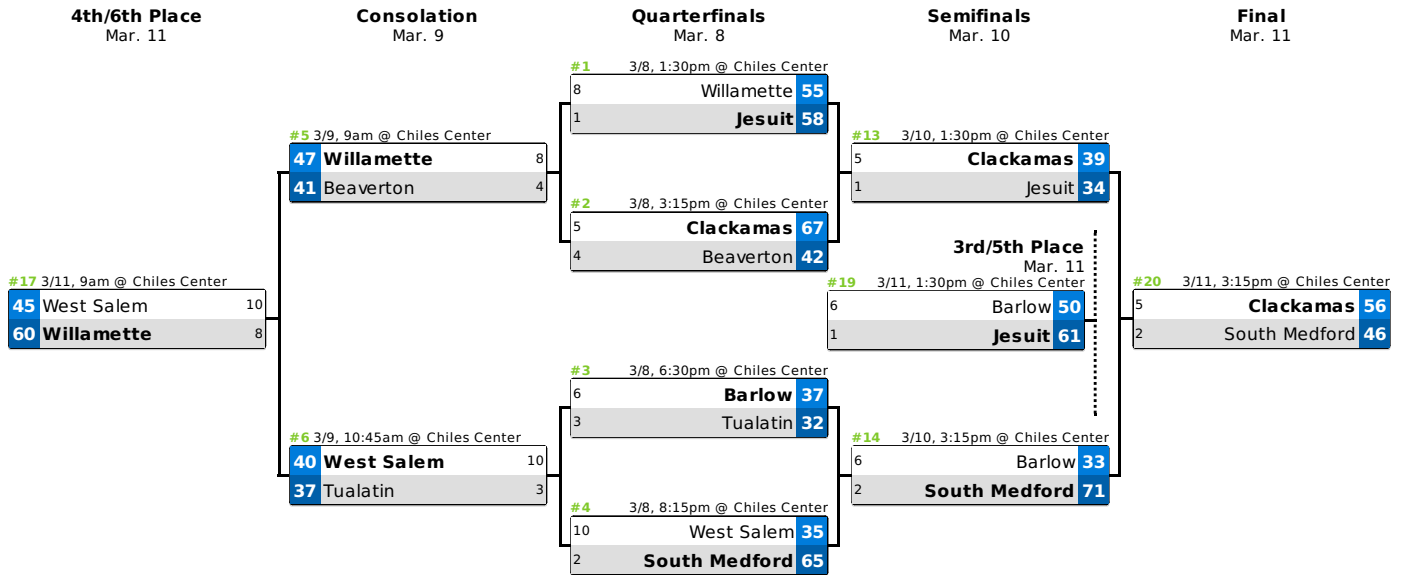 4th/6th Place
Mar. 11
Consolation
Mar. 9
Quarterfinals
Mar. 8
Semifinals
Mar. 10
Final
Mar. 11
#17 3/11, 9am @ Chiles Center
45 West Salem 10
60 Willamette 8
#5 3/9, 9am @ Chiles Center
47 Willamette 8
41 Beaverton 4
#6 3/9, 10:45am @ Chiles Center
40 West Salem 10
37 Tualatin 3
#1 3/8, 1:30pm @ Chiles Center
8 Willamette 55
1 Jesuit 58
#2 3/8, 3:15pm @ Chiles Center
5 Clackamas 67
4 Beaverton 42
#3 3/8, 6:30pm @ Chiles Center
6 Barlow 37
3 Tualatin 32
#4 3/8, 8:15pm @ Chiles Center
10 West Salem 35
2 South Medford 65
#13 3/10, 1:30pm @ Chiles Center
5 Clackamas 39
1 Jesuit 34
3rd/5th Place
Mar. 11
#19 3/11, 1:30pm @ Chiles Center
6 Barlow 50
1 Jesuit 61
#14 3/10, 3:15pm @ Chiles Center
6 Barlow 33
2 South Medford 71
#20 3/11, 3:15pm @ Chiles Center
5 Clackamas 56
2 South Medford 46